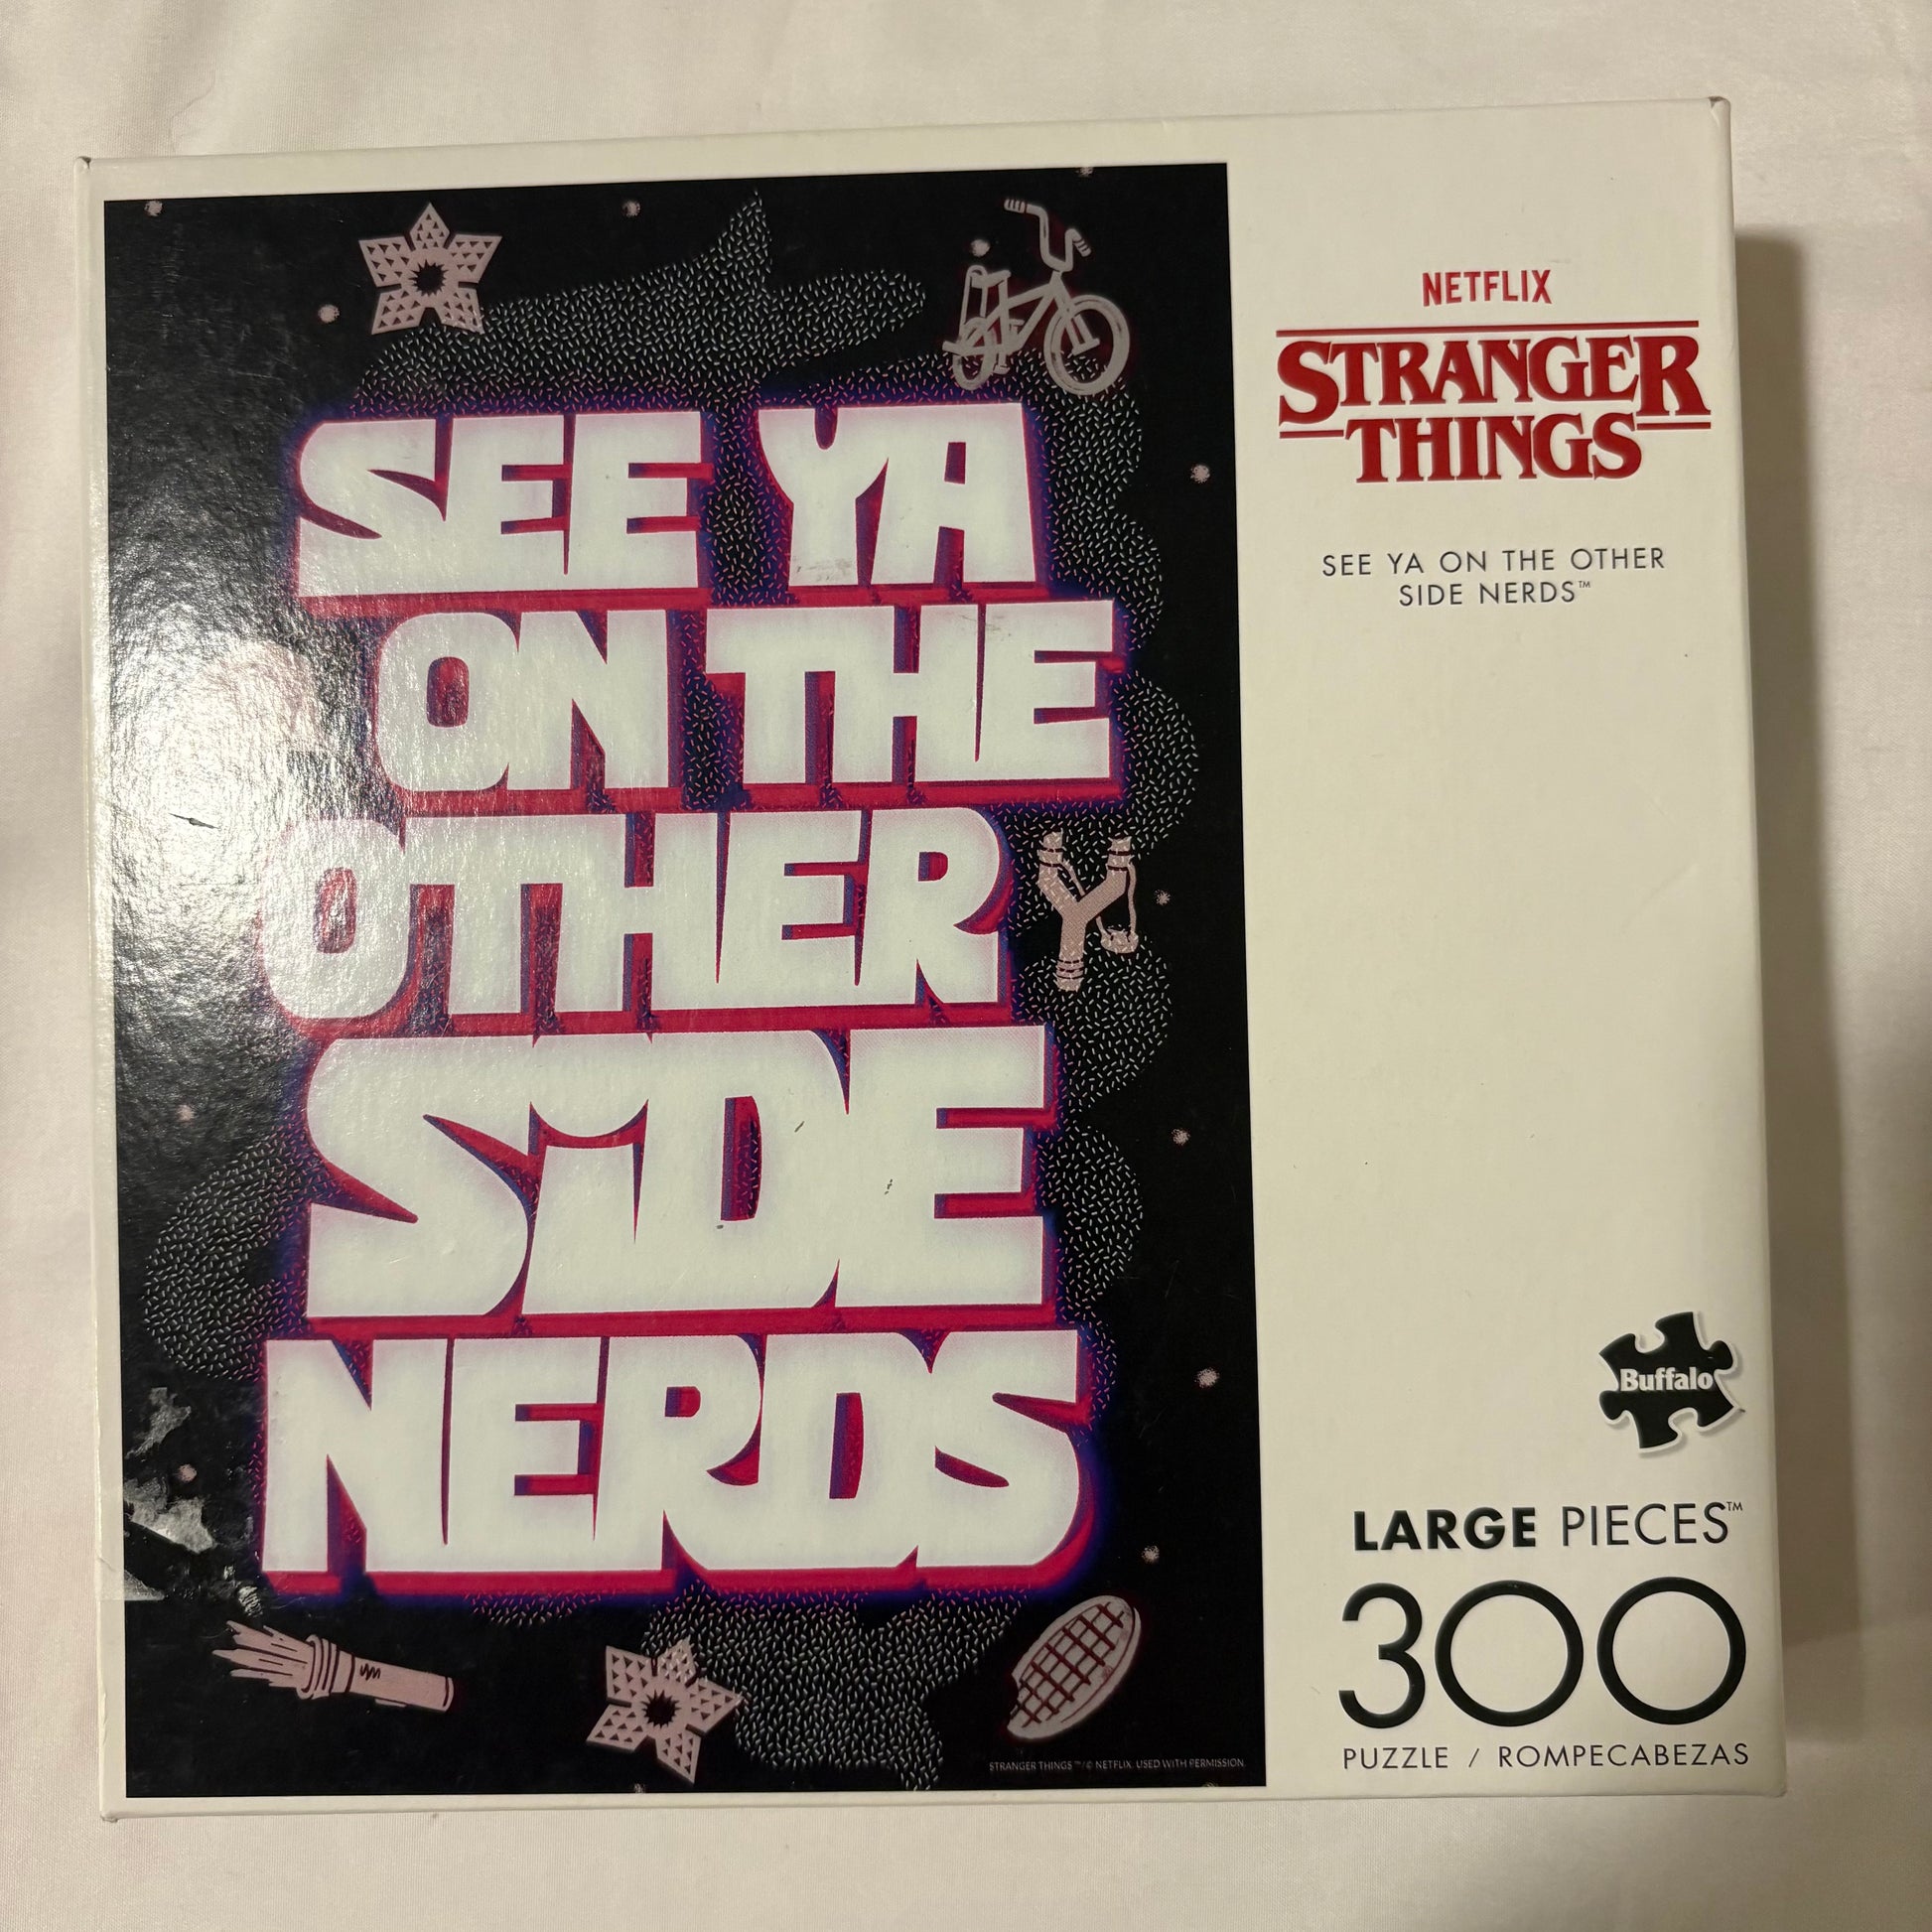 SEE YA
ON THE
OTHER
SiDE
NERDS
STRANGER THINGS ™/© NETFLIX. USED WITH PERMISSION.
NETFLIX
STRANGER
THINGS
SEE YA ON THE OTHER
SIDE NERDS™
Buffalo
LARGE PIECES™
300
PUZZLE / ROMPECABEZAS